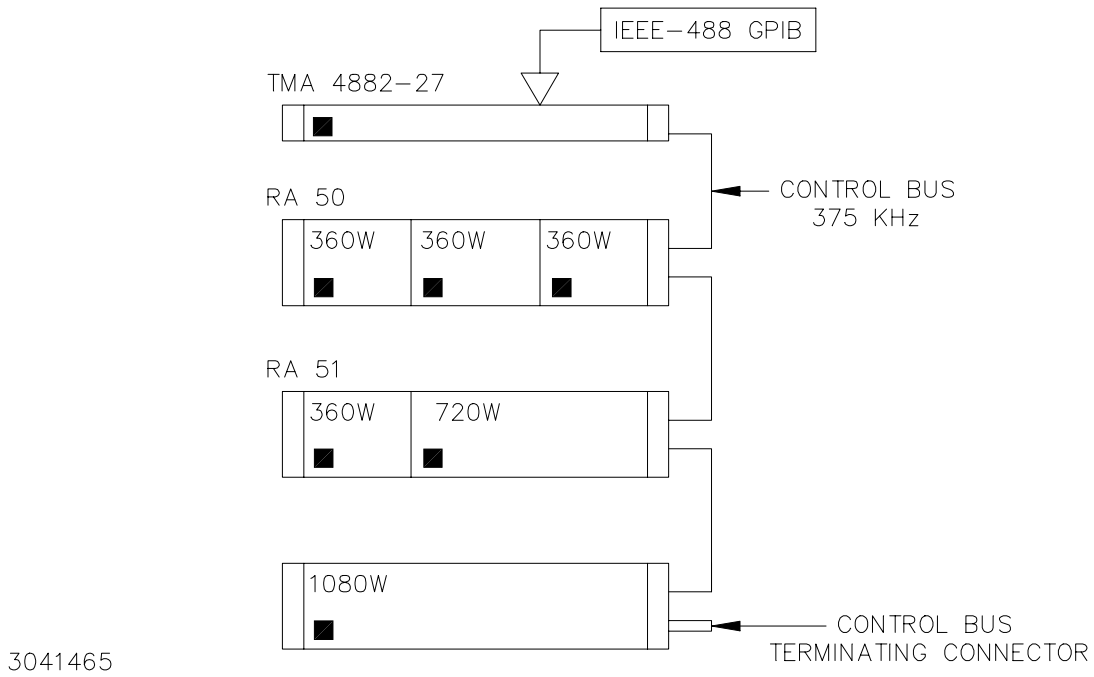 IEEE-488 GPIB
TMA 4882-27
CONTROL BUS
375 KHz
RA 50
360W 360W 360W
RA 51
360W 720W
1080W
CONTROL BUS
TERMINATING CONNECTOR
3041465